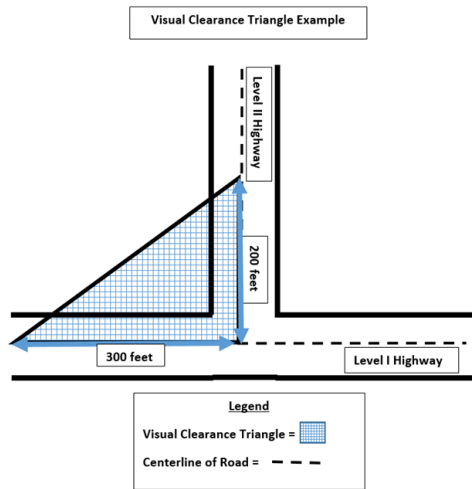 Visual Clearance Triangle Example
Level II Highway
200 feet
300 feet
Level I Highway
Legend
Visual Clearance Triangle =
Centerline of Road =